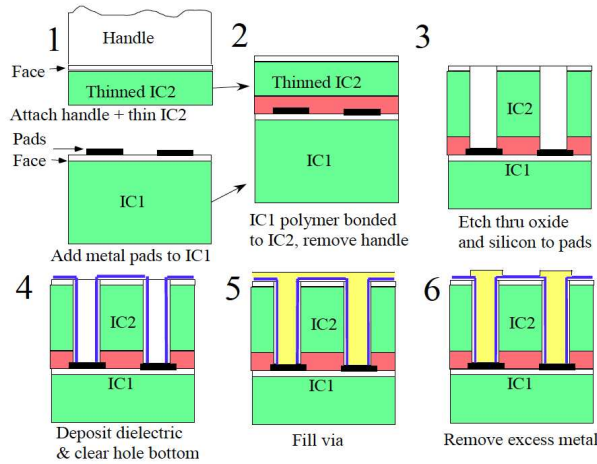 1
Handle
Face
Thinned IC2
Attach handle + thin IC2
Pads
Face
IC1
Add metal pads to IC1
2
Thinned IC2
IC1
IC1 polymer bonded
to IC2, remove handle
3
IC2
IC1
Etch thru oxide
and silicon to pads
4
IC2
IC1
Deposit dielectric
& clear hole bottom
5
IC2
IC1
Fill via
6
IC2
IC1
Remove excess metal